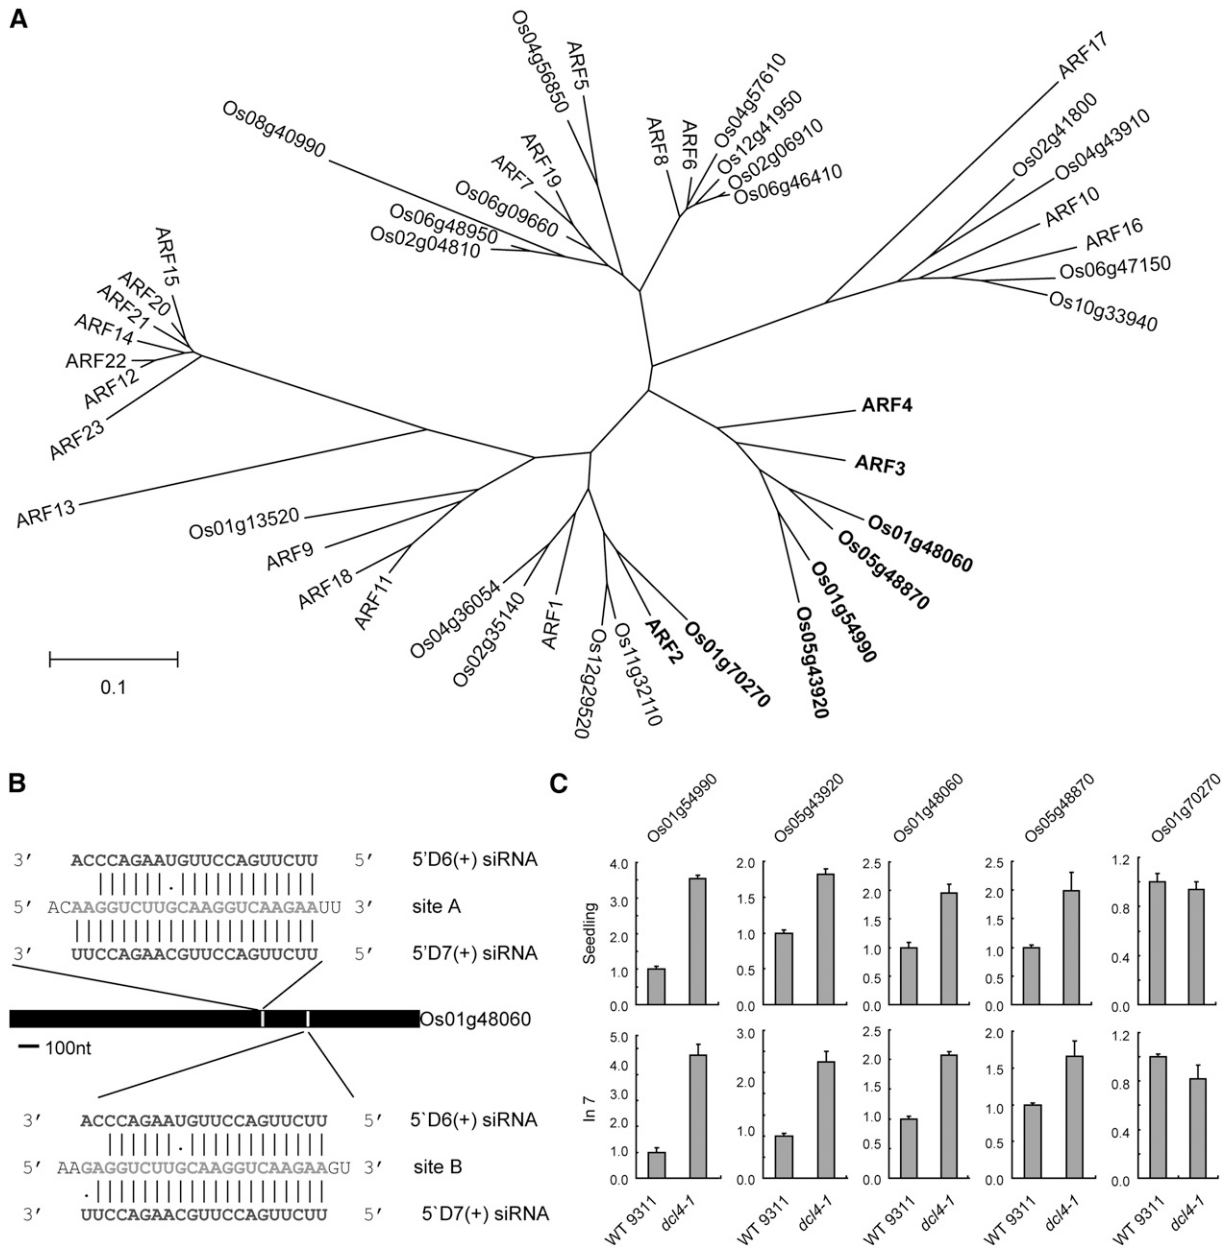 A
Os04g56850
ARF5
Os08g40990
ARF19
ARF7
Os06g09660
Os06g48950
Os02g04810
ARF8
ARF6
Os04g57610
Os12g41950
Os02g06910
Os06g46410
ARF17
Os02g41800
Os04g43910
ARF10
ARF16
Os06g47150
Os10g33940
ARF15
ARF20
ARF21
ARF14
ARF22
ARF12
ARF23
ARF13
ARF4
ARF3
Os01g48060
Os05g48870
Os01g54990
Os05g43920
Os01g13520
ARF9
ARF18
ARF11
Os04g36054
Os02g35140
ARF1
Os12g29520
Os11g32110
ARF2
Os01g70270
0.1
B
3′ ACCCAGAAUGUUCCAGUUCUU 5′ 5'D6(+) siRNA
5′ ACAAGGUCUUGCAAGGUCAAGAAUU 3′ site A
3′ UUCCAGAACGUUCCAGUUCUU 5′ 5'D7(+) siRNA
Os01g48060
100nt
3′ ACCCAGAAUGUUCCAGUUCUU 5′ 5`D6(+) siRNA
5′ AAGAGGUCUUGCAAGGUCAAGAAGU 3′ site B
3′ UUCCAGAACGUUCCAGUUCUU 5′ 5`D7(+) siRNA
C
Os01g54990 Os05g43920 Os01g48060 Os05g48870 Os01g70270
Seedling
4.0
3.0
2.0
1.0
0.0
2.0
1.5
1.0
0.5
0.0
2.5
2.0
1.5
1.0
0.5
0.0
2.5
2.0
1.5
1.0
0.5
0.0
1.2
0.8
0.4
0.0
In 7
5.0
4.0
3.0
2.0
1.0
0.0
3.0
2.0
1.0
0.0
2.5
2.0
1.5
1.0
0.5
0.0
2.0
1.5
1.0
0.5
0.0
1.2
0.8
0.4
0.0
WT 9311 dcl4-1 WT 9311 dcl4-1 WT 9311 dcl4-1 WT 9311 dcl4-1 WT 9311 dcl4-1